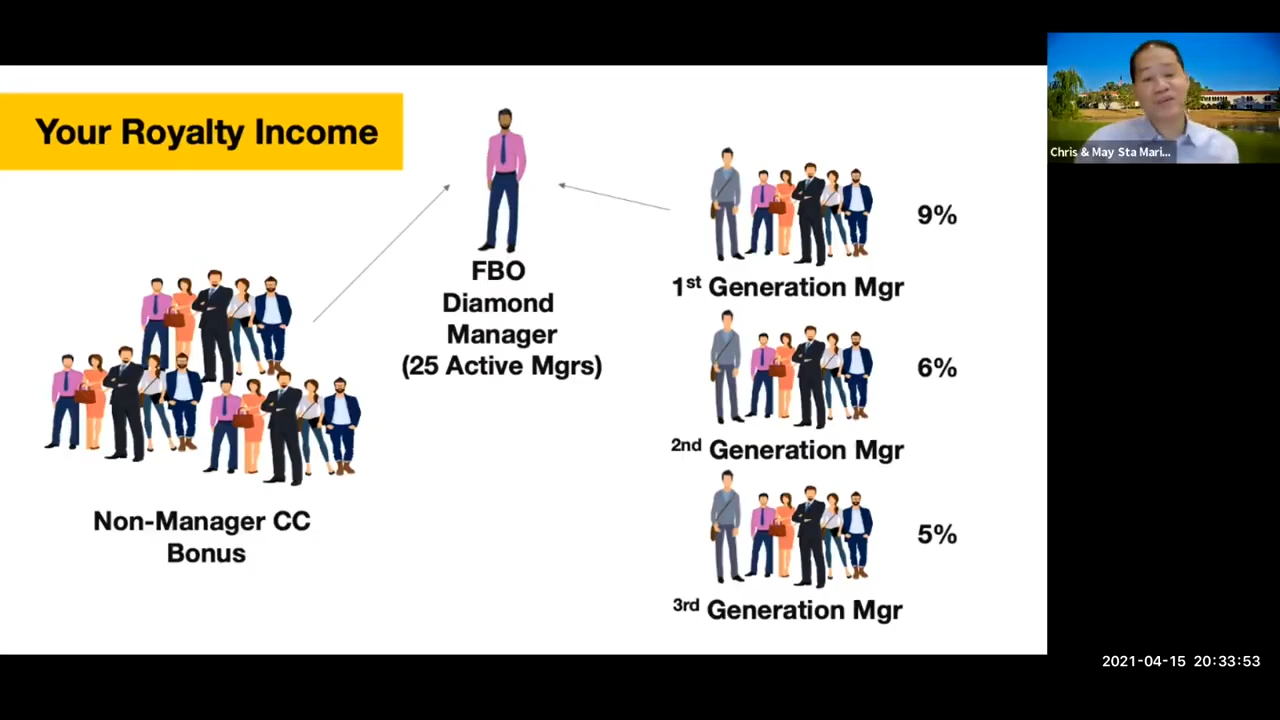 Your Royalty Income
FBO
Diamond
Manager
(25 Active Mgrs)
Non-Manager CC
Bonus
9%
1st Generation Mgr
6%
2nd Generation Mgr
5%
3rd Generation Mgr
Chris & May Sta Mari...
2021-04-15 20:33:53